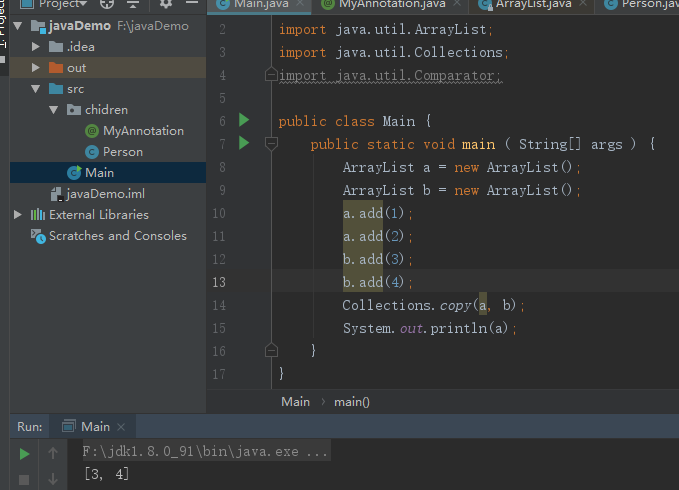 Project
Main.java
MyAnnotation.java
ArrayList.java
Person.java
1: Project
javaDemo F:\javaDemo
.idea
out
src
chidren
MyAnnotation
Person
Main
javaDemo.iml
External Libraries
Scratches and Consoles
2 import java.util.ArrayList;
3 import java.util.Collections;
4 import java.util.Comparator;
5
6 public class Main {
7 public static void main ( String[] args ) {
8 ArrayList a = new ArrayList();
9 ArrayList b = new ArrayList();
10 a.add(1);
11 a.add(2);
12 b.add(3);
13 b.add(4);
14 Collections.copy(a, b);
15 System.out.println(a);
16 }
17 }
Main > main()
Run: Main
F:\jdk1.8.0_91\bin\java.exe ...
[3, 4]